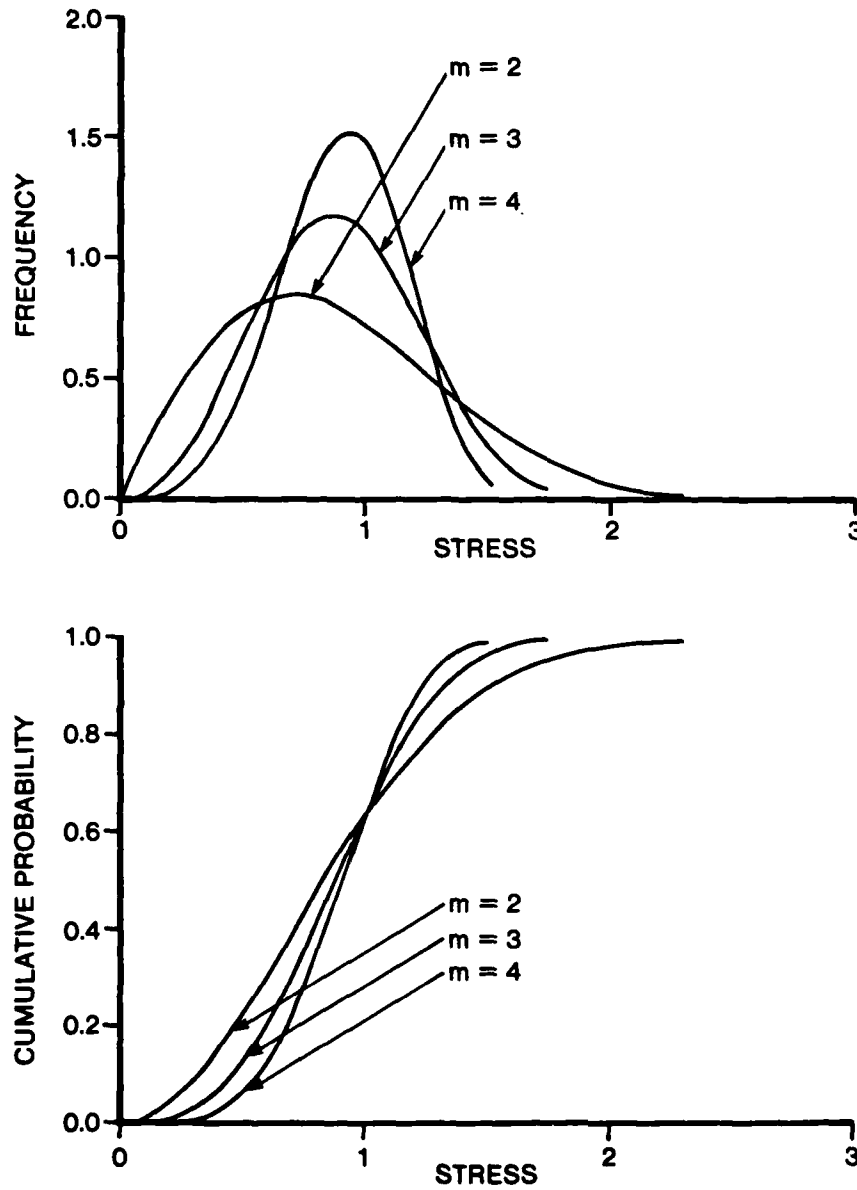 2.0
1.5
1.0
0.5
0.0
FREQUENCY
m = 2
m = 3
m = 4
0
1
2
3
STRESS
1.0
0.8
0.6
0.4
0.2
0.0
CUMULATIVE PROBABILITY
m = 2
m = 3
m = 4
0
1
2
3
STRESS